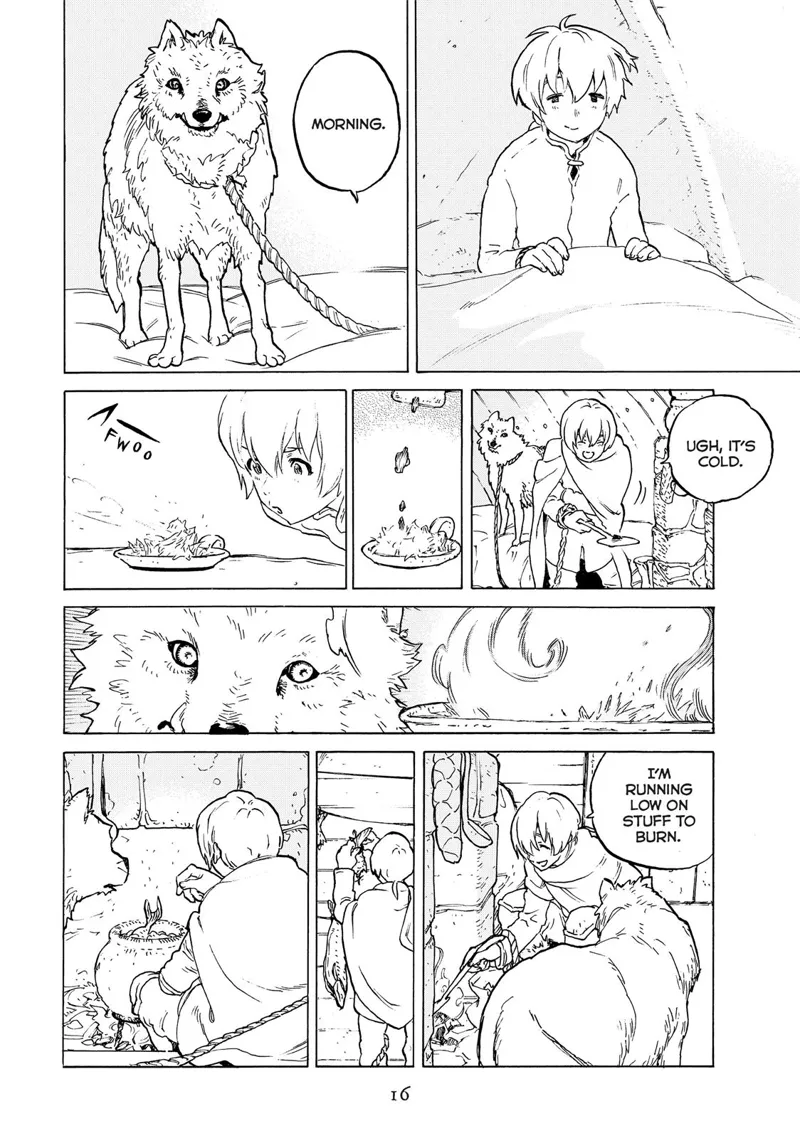 MORNING.
UGH, IT'S
COLD.
FWOO
I'M
RUNNING
LOW ON
STUFF TO
BURN.
16